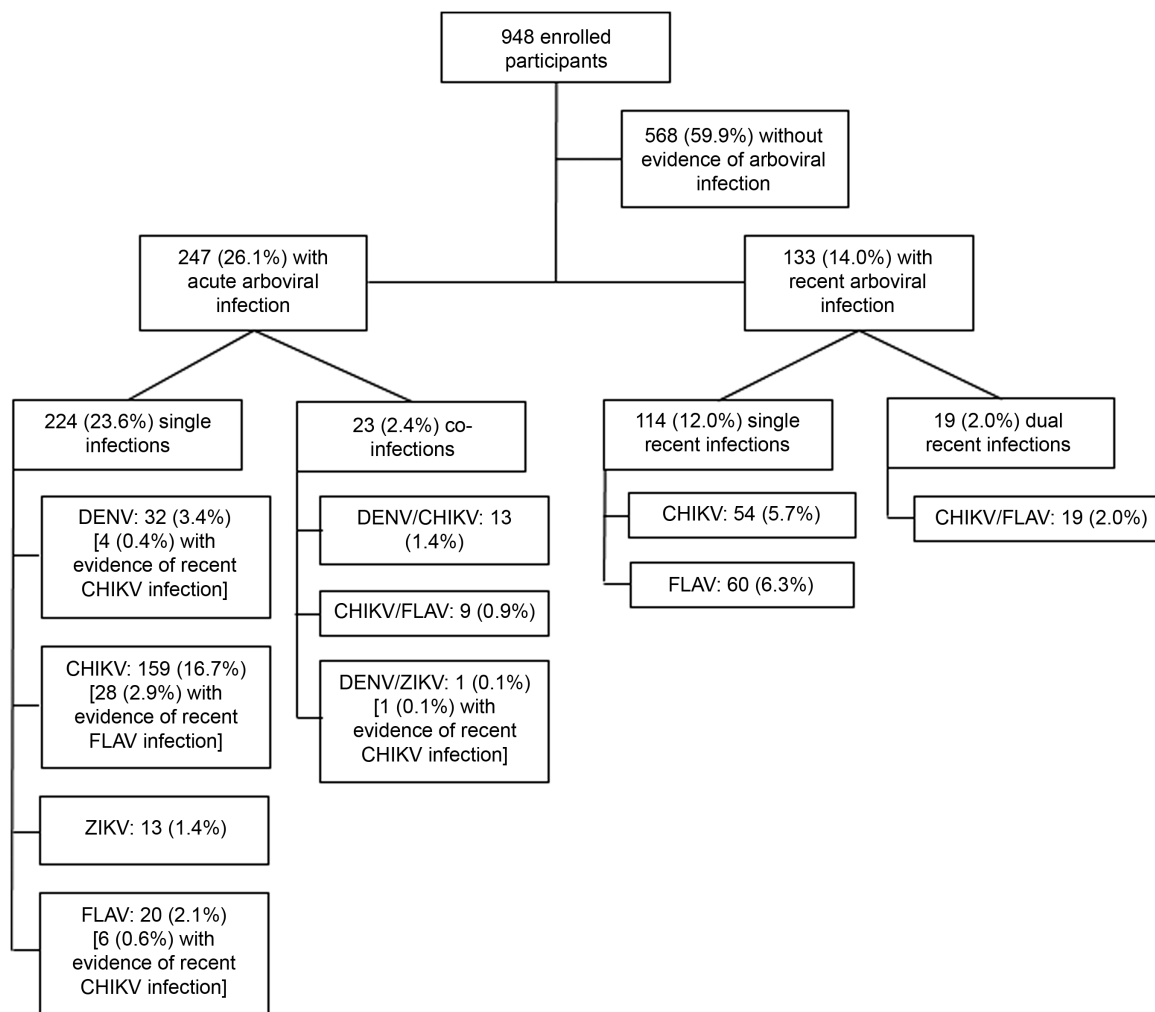 948 enrolled
participants
568 (59.9%) without
evidence of arboviral
infection
247 (26.1%) with
acute arboviral
infection
133 (14.0%) with
recent arboviral
infection
224 (23.6%) single
infections
23 (2.4%) co-
infections
114 (12.0%) single
recent infections
19 (2.0%) dual
recent infections
DENV: 32 (3.4%)
[4 (0.4%) with
evidence of recent
CHIKV infection]
CHIKV: 159 (16.7%)
[28 (2.9%) with
evidence of recent
FLAV infection]
ZIKV: 13 (1.4%)
FLAV: 20 (2.1%)
[6 (0.6%) with
evidence of recent
CHIKV infection]
DENV/CHIKV: 13
(1.4%)
CHIKV/FLAV: 9 (0.9%)
DENV/ZIKV: 1 (0.1%)
[1 (0.1%) with
evidence of recent
CHIKV infection]
CHIKV: 54 (5.7%)
FLAV: 60 (6.3%)
CHIKV/FLAV: 19 (2.0%)